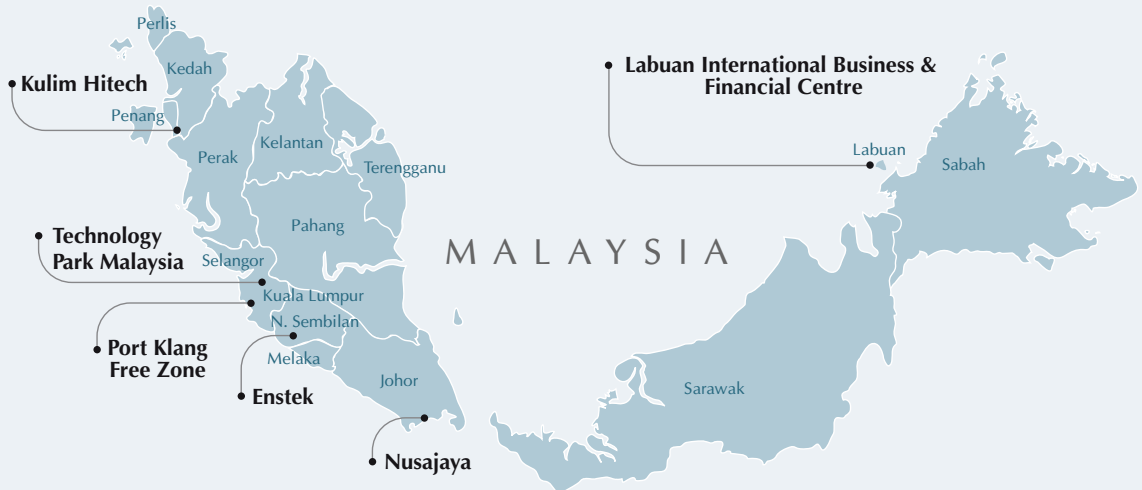 Perlis
Kedah
Kulim Hitech
Penang
Perak
Kelantan
Terengganu
Pahang
Technology
Park Malaysia
Selangor
Kuala Lumpur
N. Sembilan
Port Klang
Free Zone
Melaka
Enstek
Johor
Nusajaya
MALAYSIA
Labuan International Business &
Financial Centre
Labuan
Sabah
Sarawak